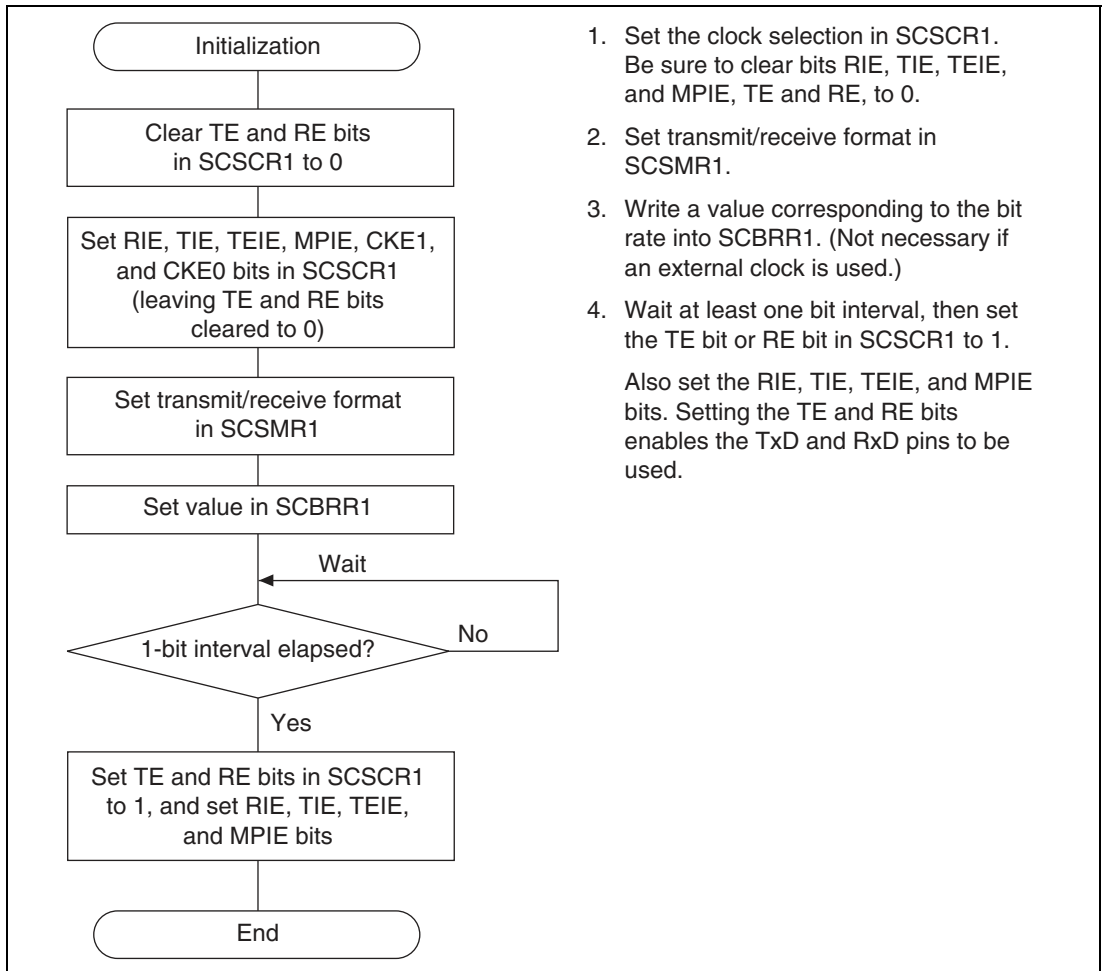 Initialization
Clear TE and RE bits
in SCSCR1 to 0
Set RIE, TIE, TEIE, MPIE, CKE1,
and CKE0 bits in SCSCR1
(leaving TE and RE bits
cleared to 0)
Set transmit/receive format
in SCSMR1
Set value in SCBRR1
Wait
1-bit interval elapsed?
No
Yes
Set TE and RE bits in SCSCR1
to 1, and set RIE, TIE, TEIE,
and MPIE bits
End
1. Set the clock selection in SCSCR1.
Be sure to clear bits RIE, TIE, TEIE,
and MPIE, TE and RE, to 0.
2. Set transmit/receive format in
SCSMR1.
3. Write a value corresponding to the bit
rate into SCBRR1. (Not necessary if
an external clock is used.)
4. Wait at least one bit interval, then set
the TE bit or RE bit in SCSCR1 to 1.
Also set the RIE, TIE, TEIE, and MPIE
bits. Setting the TE and RE bits
enables the TxD and RxD pins to be
used.